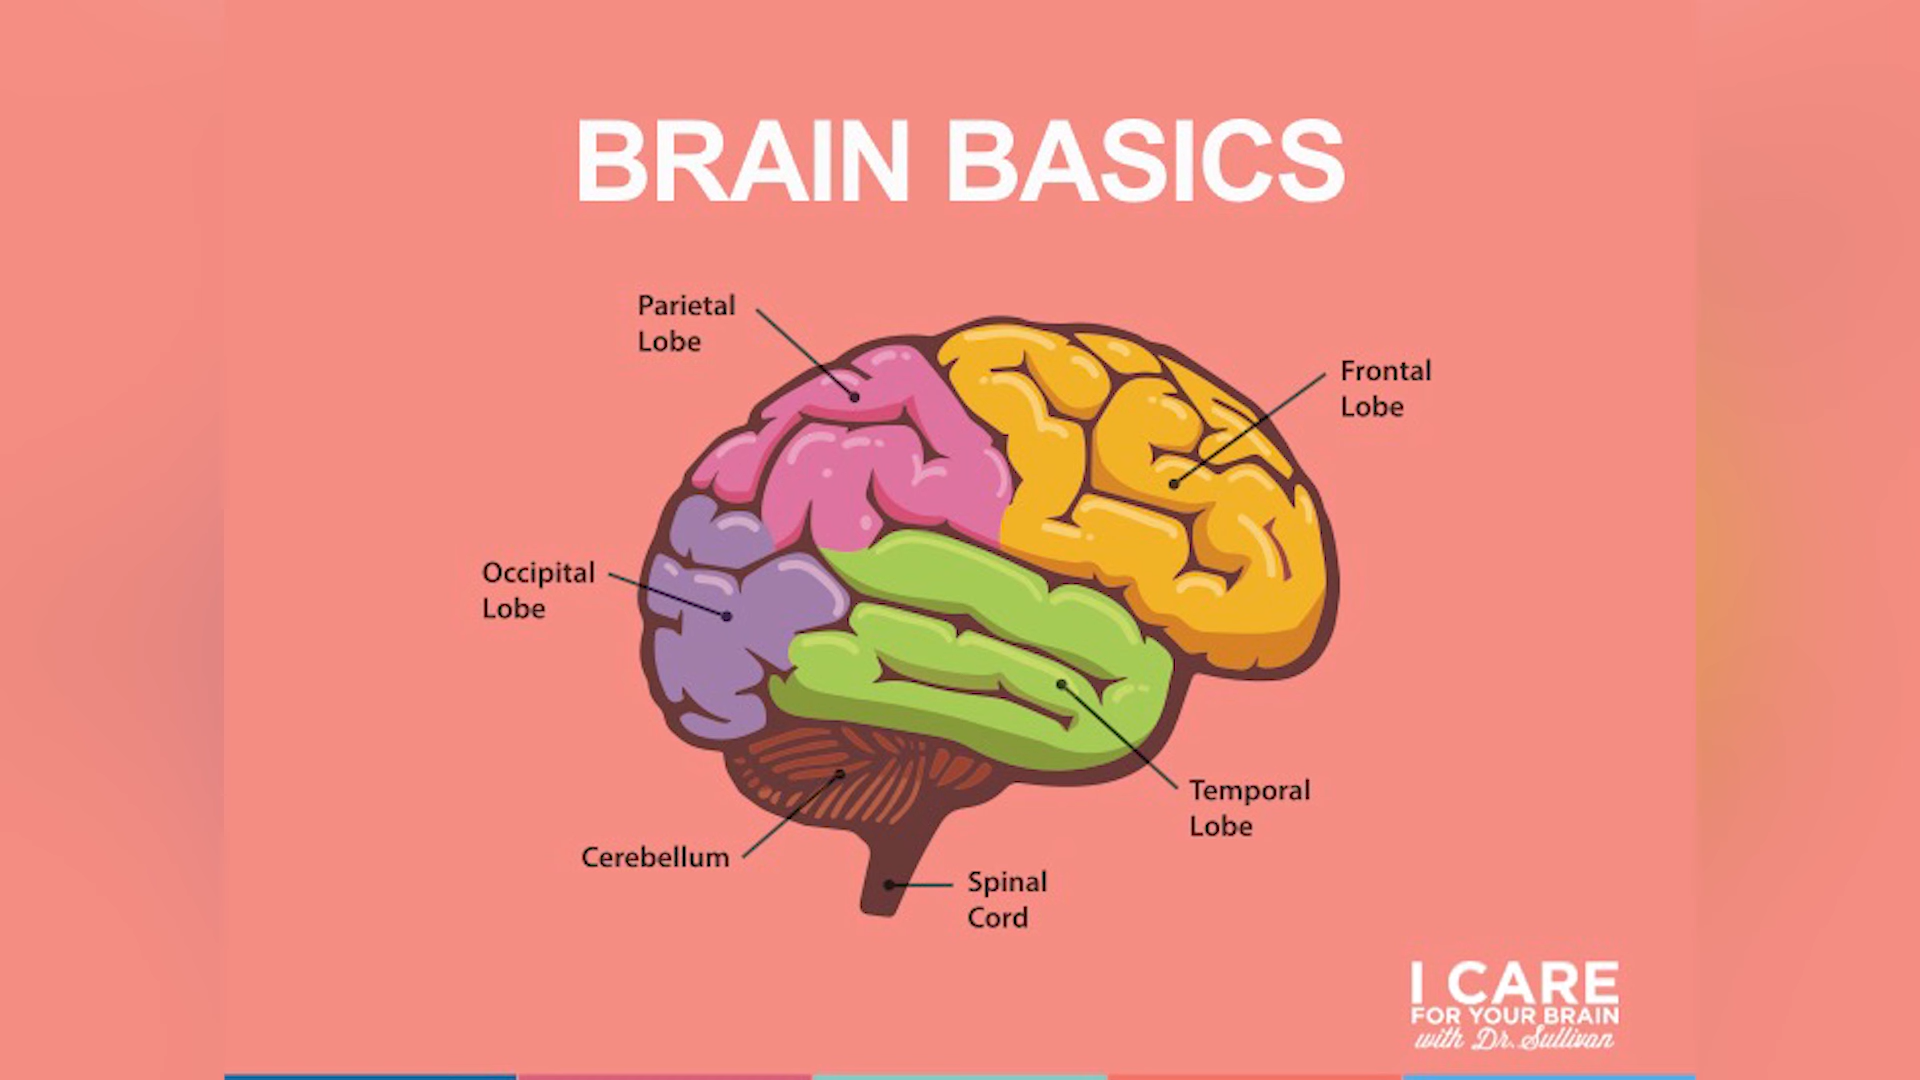 BRAIN BASICS
Parietal
Lobe
Frontal
Lobe
Occipital
Lobe
Temporal
Lobe
Cerebellum
Spinal
Cord
I CARE
FOR YOUR BRAIN
with Dr. Sullivan